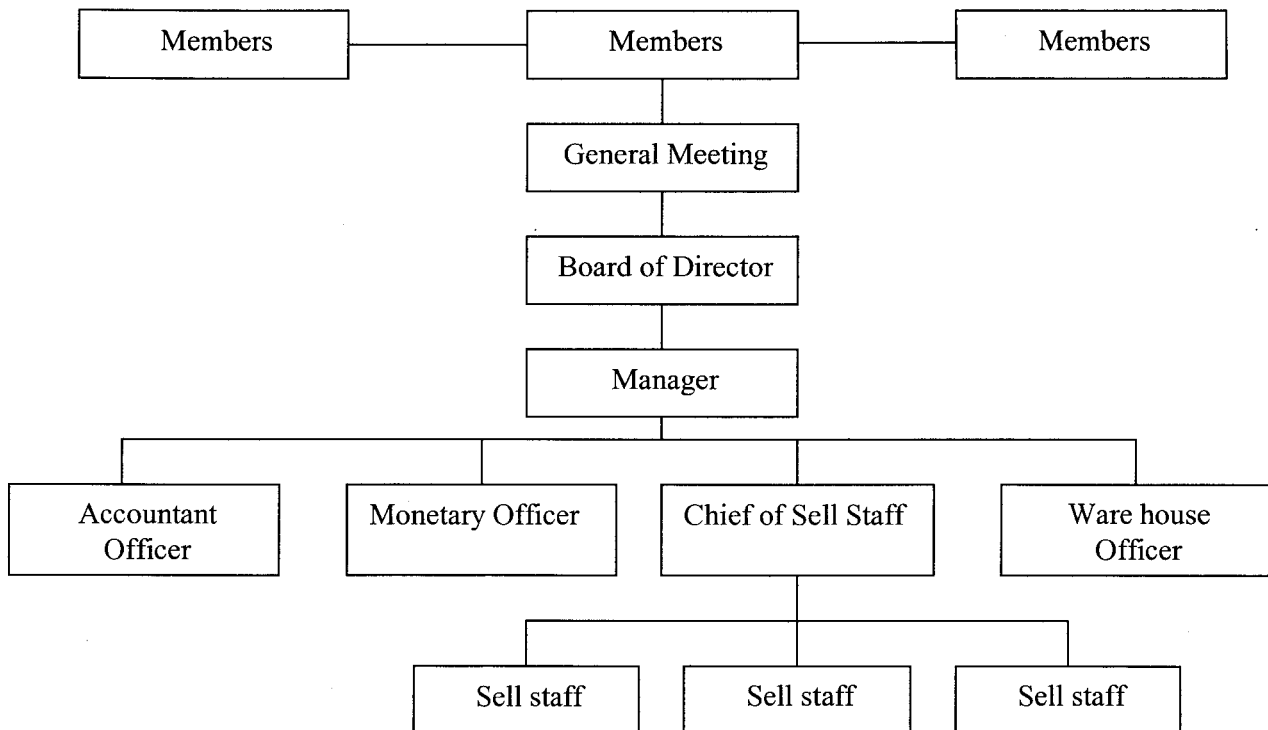 Members
Members
Members
General Meeting
Board of Director
Manager
Accountant
Officer
Monetary Officer
Chief of Sell Staff
Ware house
Officer
Sell staff
Sell staff
Sell staff